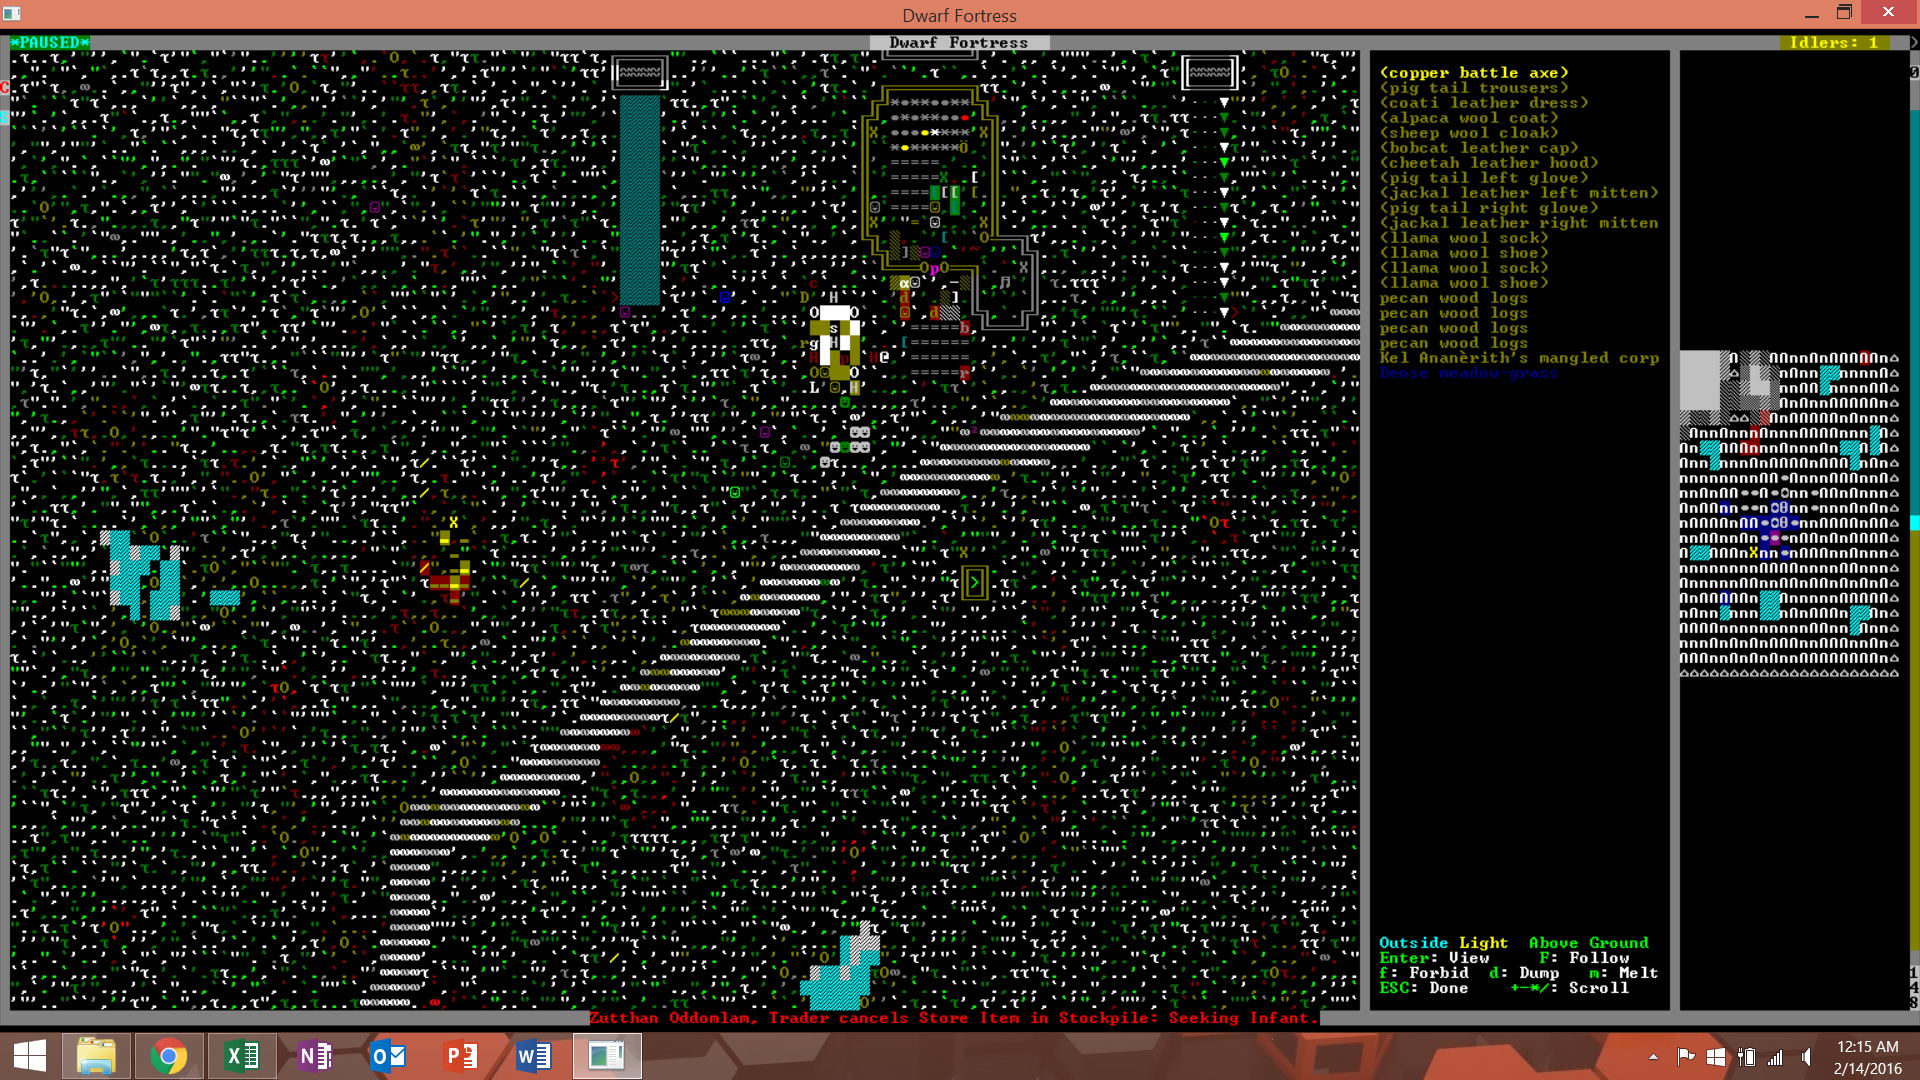 Dwarf Fortress
*PAUSED*
Dwarf Fortress
Idlers: 1
(copper battle axe)
(pig tail trousers)
(coati leather dress)
(alpaca wool coat)
(sheep wool cloak)
(bobcat leather cap)
(cheetah leather hood)
(pig tail left glove)
(jackal leather left mitten)
(pig tail right glove)
(jackal leather right mitten
(llama wool sock)
(llama wool shoe)
(llama wool sock)
(llama wool shoe)
pecan wood logs
pecan wood logs
pecan wood logs
pecan wood logs
Kel Ananèrith's mangled corp
Dense meadow-grass
Outside Light Above Ground
Enter: View F: Follow
f: Forbid d: Dump m: Melt
ESC: Done +-*/: Scroll
Zutthan Oddomlam, Trader cancels Store Item in Stockpile: Seeking Infant.
12:15 AM
2/14/2016